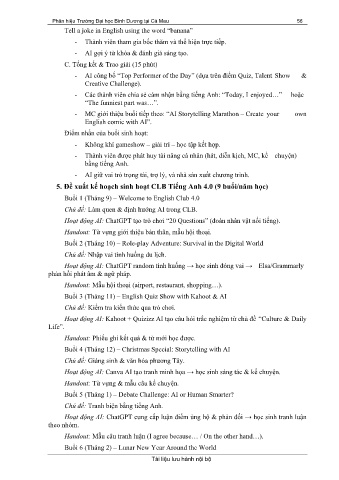 Phân hiệu Trường Đại học Bình Dương tại Cà Mau 56
Tell a joke in English using the word “banana”
- Thành viên tham gia bốc thăm và thể hiện trực tiếp.
- AI gợi ý từ khóa & đánh giá sáng tạo.
C. Tổng kết & Trao giải (15 phút)
- AI công bố “Top Performer of the Day” (dựa trên điểm Quiz, Talent Show &
Creative Challenge).
- Các thành viên chia sẻ cảm nhận bằng tiếng Anh: “Today, I enjoyed…” hoặc
“The funniest part was…”.
- MC giới thiệu buổi tiếp theo: “AI Storytelling Marathon – Create your own
English comic with AI”.
Điểm nhấn của buổi sinh hoạt:
- Không khí gameshow – giải trí – học tập kết hợp.
- Thành viên được phát huy tài năng cá nhân (hát, diễn kịch, MC, kể chuyện)
bằng tiếng Anh.
- AI giữ vai trò trọng tài, trợ lý, và nhà sản xuất chương trình.
5. Đề xuất kế hoạch sinh hoạt CLB Tiếng Anh 4.0 (9 buổi/năm học)
Buổi 1 (Tháng 9) – Welcome to English Club 4.0
Chủ đề: Làm quen & định hướng AI trong CLB.
Hoạt động AI: ChatGPT tạo trò chơi “20 Questions” (đoán nhân vật nổi tiếng).
Handout: Từ vựng giới thiệu bản thân, mẫu hội thoại.
Buổi 2 (Tháng 10) – Role-play Adventure: Survival in the Digital World
Chủ đề: Nhập vai tình huống du lịch.
Hoạt động AI: ChatGPT random tình huống → học sinh đóng vai → Elsa/Grammarly
phản hồi phát âm & ngữ pháp.
Handout: Mẫu hội thoại (airport, restaurant, shopping…).
Buổi 3 (Tháng 11) – English Quiz Show with Kahoot & AI
Chủ đề: Kiểm tra kiến thức qua trò chơi.
Hoạt động AI: Kahoot + Quizizz AI tạo câu hỏi trắc nghiệm từ chủ đề “Culture & Daily
Life”.
Handout: Phiếu ghi kết quả & từ mới học được.
Buổi 4 (Tháng 12) – Christmas Special: Storytelling with AI
Chủ đề: Giáng sinh & văn hóa phương Tây.
Hoạt động AI: Canva AI tạo tranh minh họa → học sinh sáng tác & kể chuyện.
Handout: Từ vựng & mẫu câu kể chuyện.
Buổi 5 (Tháng 1) – Debate Challenge: AI or Human Smarter?
Chủ đề: Tranh biện bằng tiếng Anh.
Hoạt động AI: ChatGPT cung cấp luận điểm ủng hộ & phản đối → học sinh tranh luận
theo nhóm.
Handout: Mẫu câu tranh luận (I agree because… / On the other hand…).
Buổi 6 (Tháng 2) – Lunar New Year Around the World
Tài liệu lưu hành nội bộ